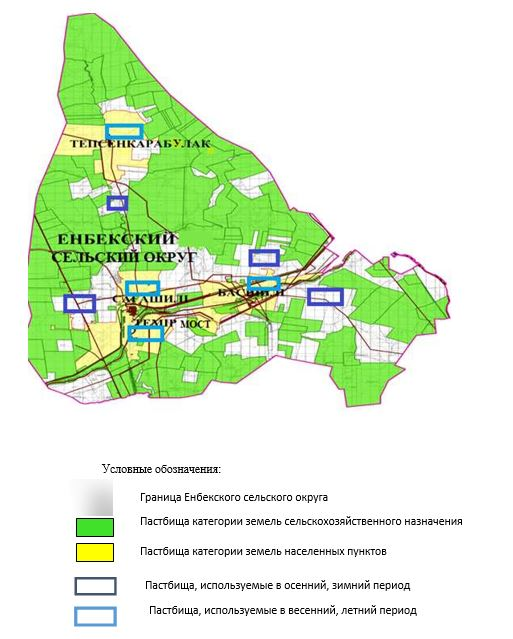 ТЕПСЕНКАРАБУЛАК
ЕНБЕКСКИЙ
СЕЛЬСКИЙ ОКРУГ
МОСТ
Условные обозначения:
Граница Енбекского сельского округа
Пастбища категории земель сельскохозяйственного назначения
Пастбища категории земель населенных пунктов
Пастбища, используемые в осенний, зимний период
Пастбища, используемые в весенний, летний период